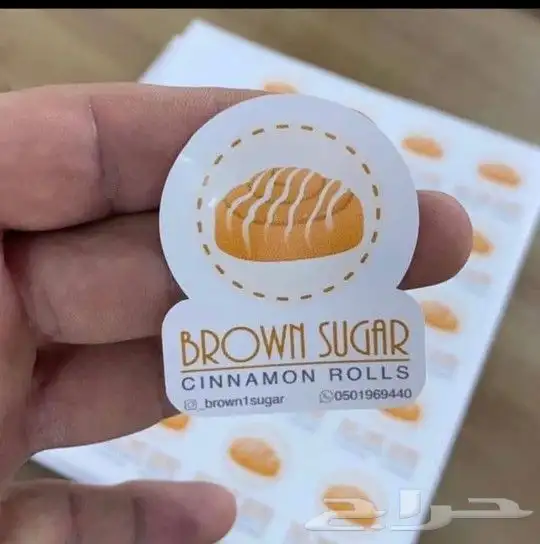 BROWN SUGAR
CINNAMON ROLLS
_brown1sugar 0501969440
حراج